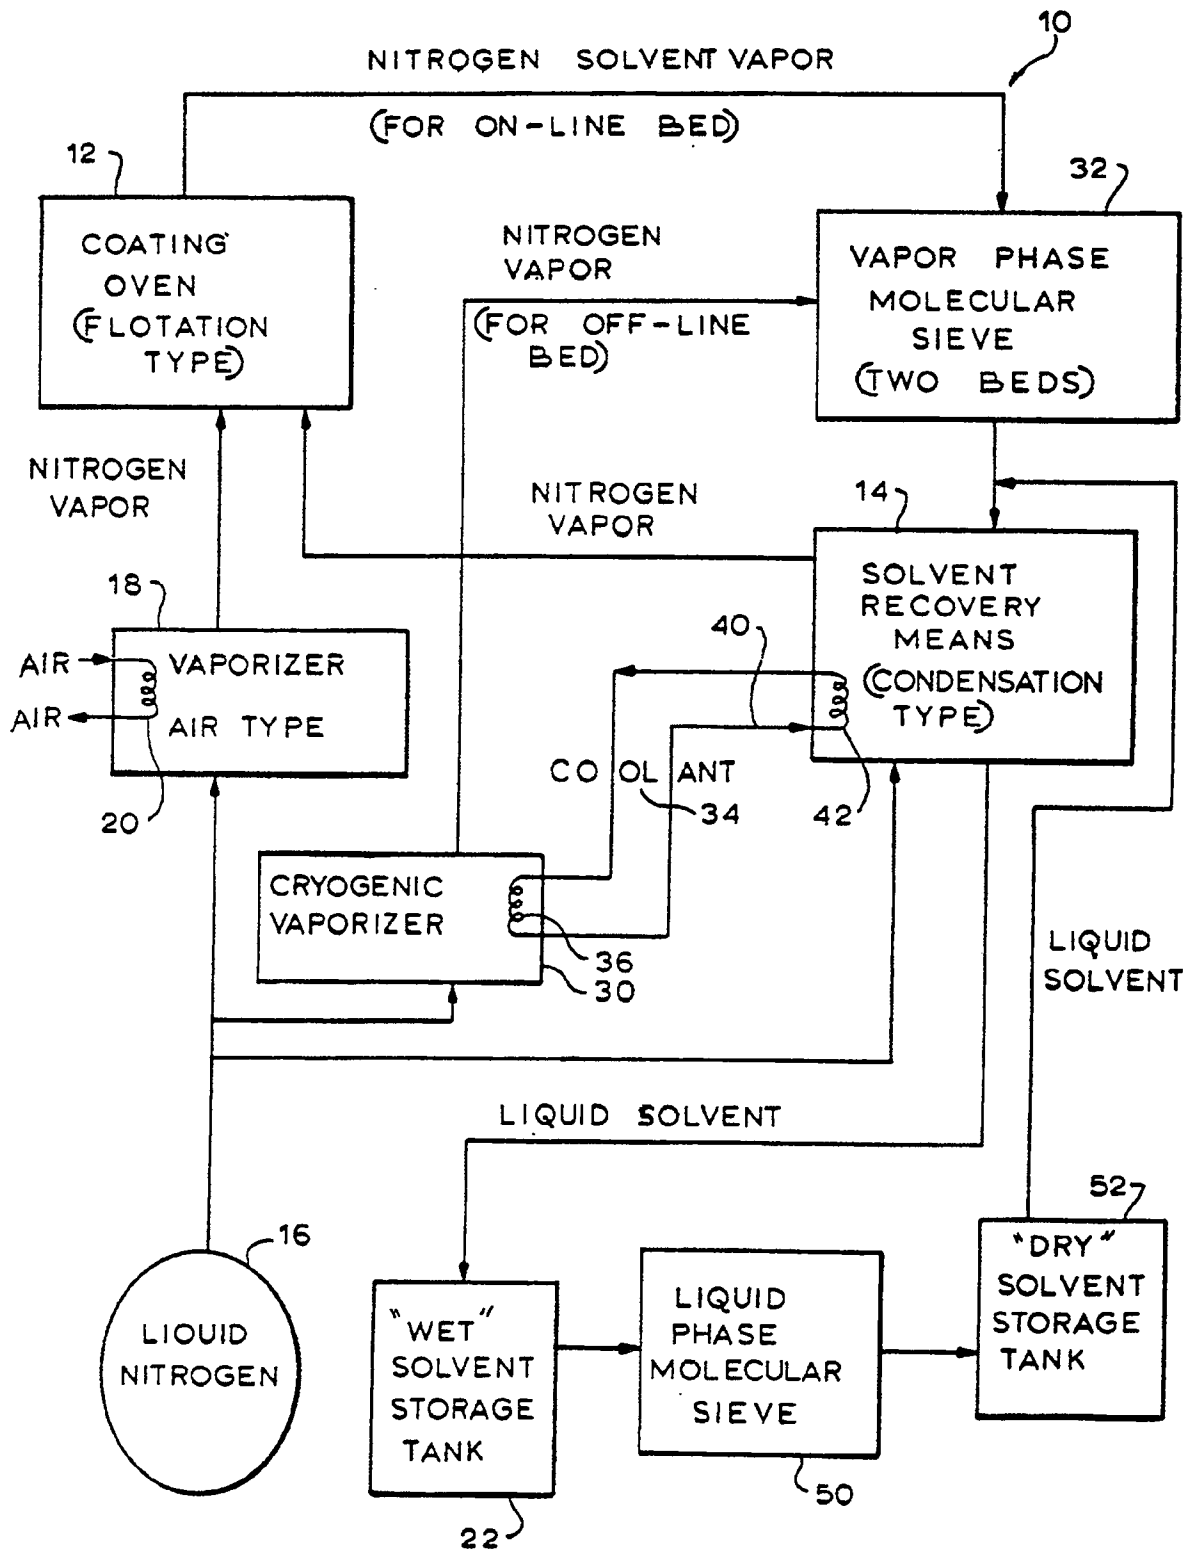 10
NITROGEN SOLVENT VAPOR
(FOR ON-LINE BED)
12
32
COATING
OVEN
(FLOTATION
TYPE)
NITROGEN
VAPOR
(FOR OFF-LINE
BED)
VAPOR PHASE
MOLECULAR
SIEVE
(TWO BEDS)
NITROGEN
VAPOR
NITROGEN
VAPOR
14
SOLVENT
RECOVERY
MEANS
(CONDENSATION
TYPE)
18
AIR
AIR
VAPORIZER
AIR TYPE
20
40
COOLANT
34
42
CRYOGENIC
VAPORIZER
36
30
LIQUID
SOLVENT
LIQUID SOLVENT
16
LIOUID
NITROGEN
"WET"
SOLVENT
STORAGE
TANK
22
LIQUID
PHASE
MOLECULAR
SIEVE
50
52
"DRY"
SOLVENT
STORAGE
TANK